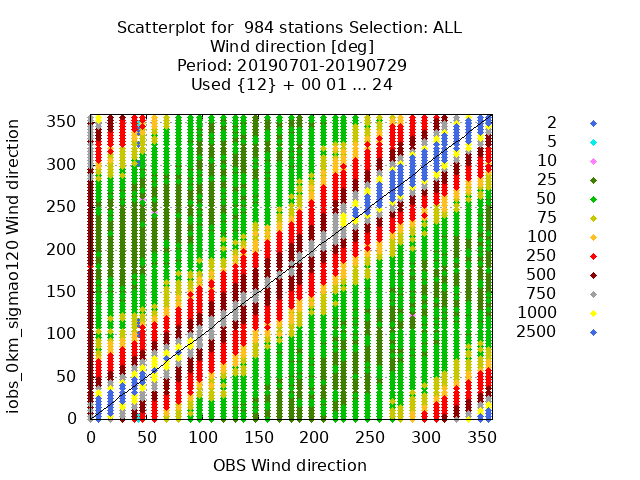 Scatterplot for  984 stations Selection: ALL
Wind direction [deg]
Period: 20190701-20190729
Used {12} + 00 01 ... 24
iobs_0km_sigmao120 Wind direction
350
300
250
200
150
100
50
0
0 50 100 150 200 250 300 350
OBS Wind direction
2
5
10
25
50
75
100
250
500
750
1000
2500